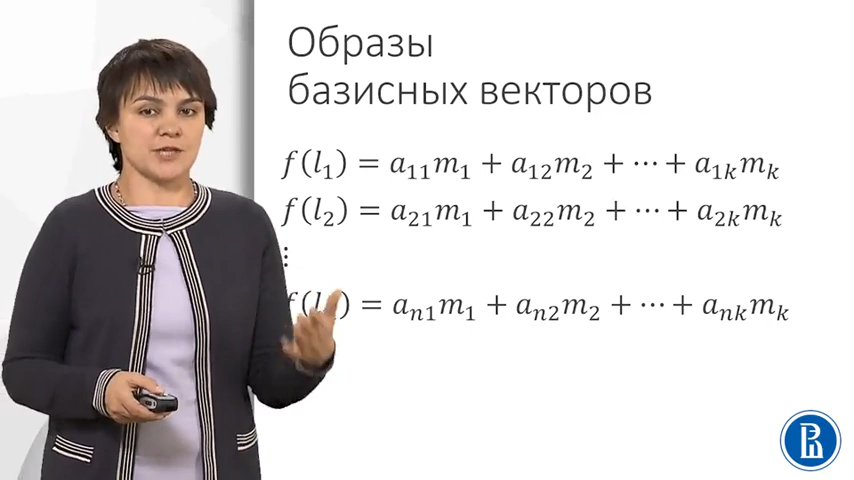 Образы
базисных векторов
f(l₁) = a₁₁m₁ + a₁₂m₂ + ⋯ + a₁ₖmₖ
f(l₂) = a₂₁m₁ + a₂₂m₂ + ⋯ + a₂ₖmₖ
⋮
f(l) = aₙ₁m₁ + aₙ₂m₂ + ⋯ + aₙₖmₖ